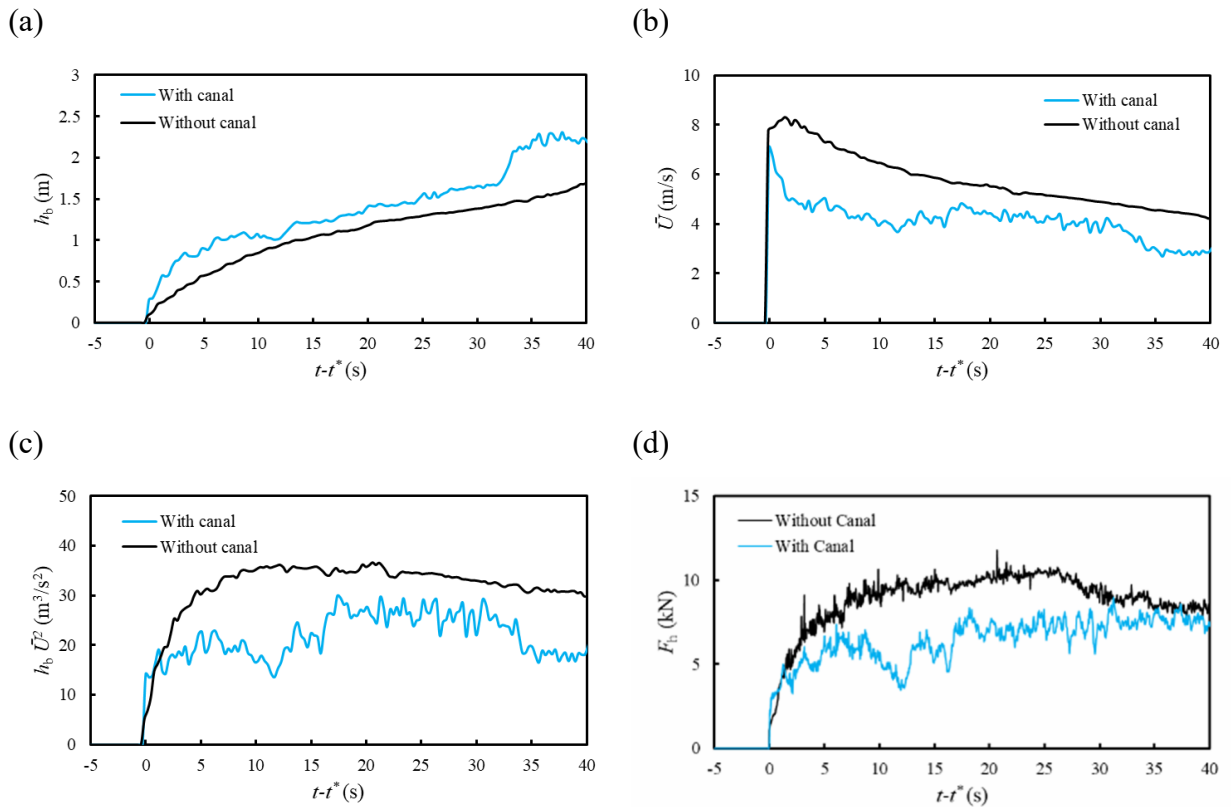 (a)
3
2.5
2
1.5
1
0.5
0
-5 0 5 10 15 20 25 30 35 40
h_b (m)
t-t* (s)
With canal
Without canal
(b)
10
8
6
4
2
0
-5 0 5 10 15 20 25 30 35 40
Ū (m/s)
t-t* (s)
With canal
Without canal
(c)
50
40
30
20
10
0
-5 0 5 10 15 20 25 30 35 40
h_b Ū² (m³/s²)
t-t* (s)
With canal
Without canal
(d)
15
10
5
0
-5 0 5 10 15 20 25 30 35 40
F_h (kN)
t-t* (s)
Without Canal
With Canal